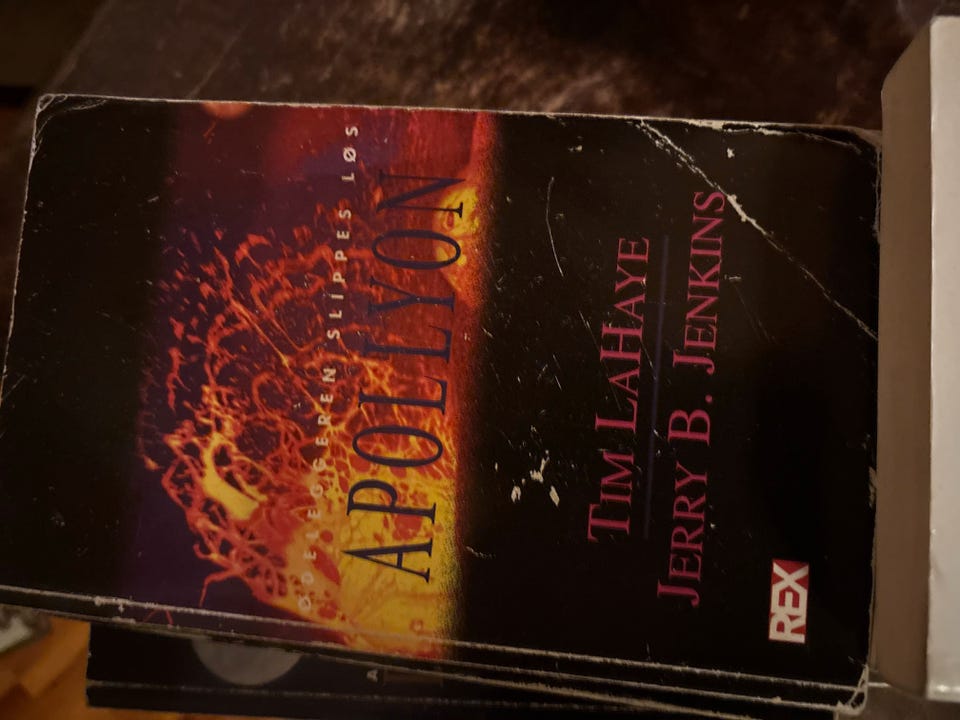 ØDELEGGEREN SLIPPES LØS
APOLLYON
TIM LAHAYE
JERRY B. JENKINS
REX